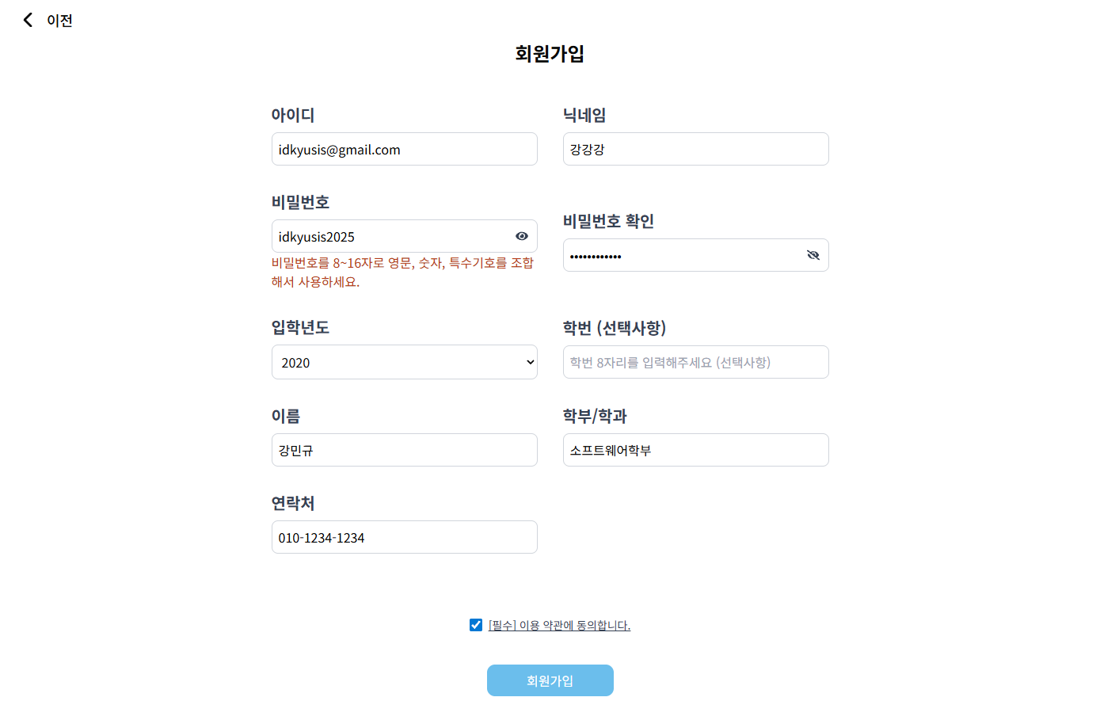 이전
회원가입
아이디
idkyusis@gmail.com
닉네임
강강강
비밀번호
idkyusis2025
비밀번호를 8~16자로 영문, 숫자, 특수기호를 조합
해서 사용하세요.
비밀번호 확인
••••••••••••
입학년도
2020
학번 (선택사항)
학번 8자리를 입력해주세요 (선택사항)
이름
강민규
학부/학과
소프트웨어학부
연락처
010-1234-1234
[필수] 이용 약관에 동의합니다.
회원가입